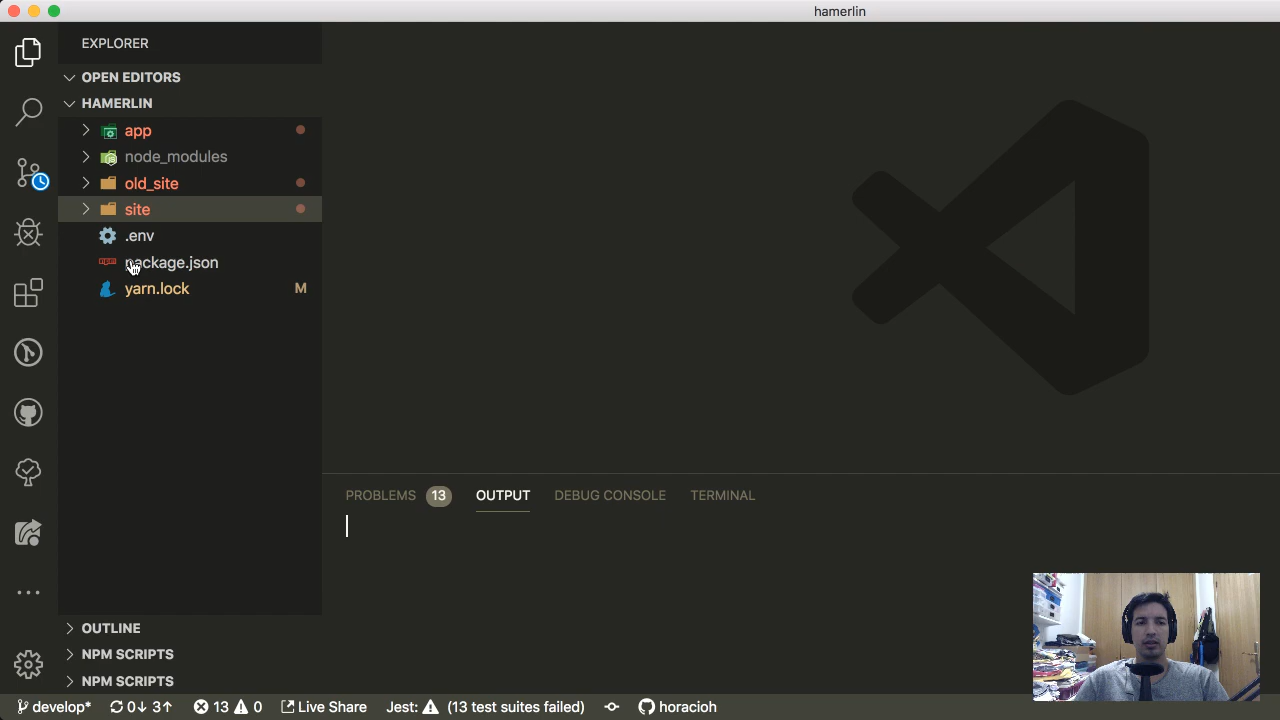 hamerlin
EXPLORER
OPEN EDITORS
HAMERLIN
app
node_modules
old_site
site
.env
package.json
yarn.lock M
PROBLEMS 13 OUTPUT DEBUG CONSOLE TERMINAL
OUTLINE
NPM SCRIPTS
NPM SCRIPTS
develop* 0↓ 3↑ 13 0 Live Share Jest: (13 test suites failed) horacioh